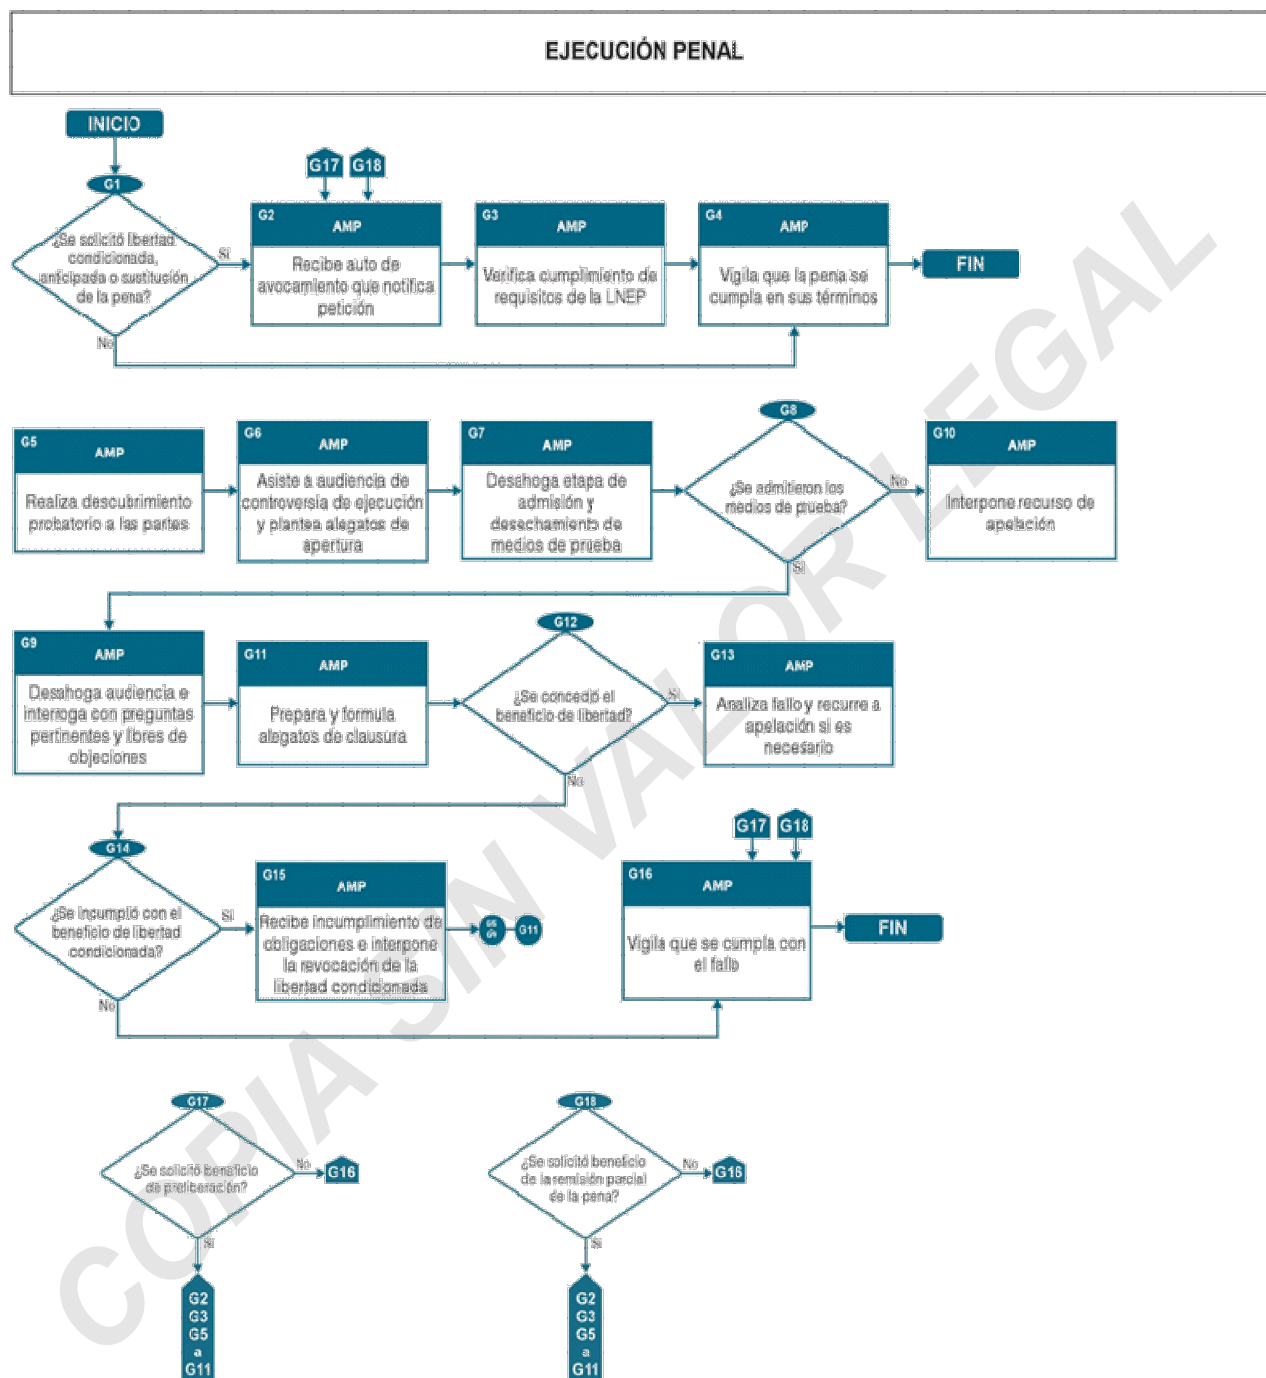 EJECUCIÓN PENAL
INICIO
G1
¿Se solicitó libertad
condicionada,
anticipada o sustitución
de la pena?
Si
No
G17
G18
G2
AMP
Recibe auto de
avocamiento que notifica
petición
G3
AMP
Verifica cumplimiento de
requisitos de la LNEP
G4
AMP
Vigila que la pena se
cumpla en sus términos
FIN
G5
AMP
Realiza descubrimiento
probatorio a las partes
G6
AMP
Asiste a audiencia de
controversia de ejecución
y plantea alegatos de
apertura
G7
AMP
Desahoga etapa de
admisión y
desechamiento de
medios de prueba
G8
¿Se admitieron los
medios de prueba?
No
Si
G10
AMP
Interpone recurso de
apelación
G9
AMP
Desahoga audiencia e
interroga con preguntas
pertinentes y libres de
objeciones
G11
AMP
Prepara y formula
alegatos de clausura
G12
¿Se concedió el
beneficio de libertad?
Si
No
G13
AMP
Analiza fallo y recurre a
apelación si es
necesario
G14
¿Se incumplió con el
beneficio de libertad
condicionada?
Si
No
G15
AMP
Recibe incumplimiento de
obligaciones e interpone
la revocación de la
libertad condicionada
G11
G17
G18
G16
AMP
Vigila que se cumpla con
el fallo
FIN
G17
¿Se solicitó beneficio
de preliberación?
No
G16
Si
G2
G3
G5
a
G11
G18
¿Se solicitó beneficio
de la remisión parcial
de la pena?
No
G16
Si
G2
G3
G5
a
G11
COPIA SIN VALOR LEGAL